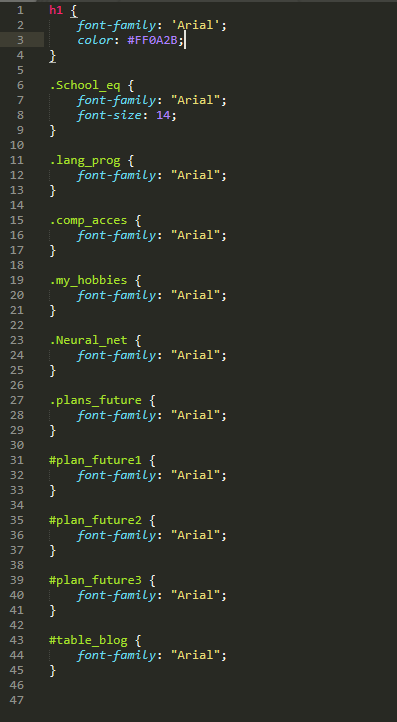 1 h1 {
2 font-family: 'Arial';
3 color: #FF0A2B;
4 }
5
6 .School_eq {
7 font-family: "Arial";
8 font-size: 14;
9 }
10
11 .lang_prog {
12 font-family: "Arial";
13 }
14
15 .comp_acces {
16 font-family: "Arial";
17 }
18
19 .my_hobbies {
20 font-family: "Arial";
21 }
22
23 .Neural_net {
24 font-family: "Arial";
25 }
26
27 .plans_future {
28 font-family: "Arial";
29 }
30
31 #plan_future1 {
32 font-family: "Arial";
33 }
34
35 #plan_future2 {
36 font-family: "Arial";
37 }
38
39 #plan_future3 {
40 font-family: "Arial";
41 }
42
43 #table_blog {
44 font-family: "Arial";
45 }
46
47